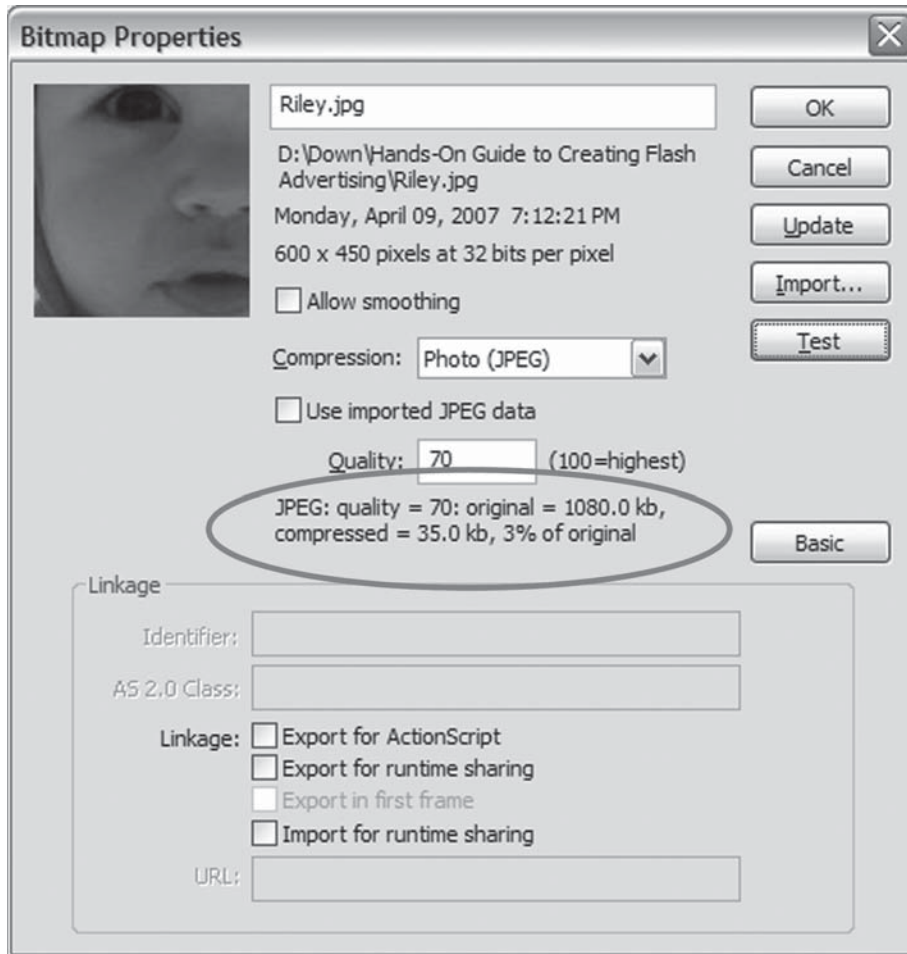 Bitmap Properties
Riley.jpg
OK
D:\Down\Hands-On Guide to Creating Flash
Advertising\Riley.jpg
Cancel
Monday, April 09, 2007 7:12:21 PM
Update
600 x 450 pixels at 32 bits per pixel
Import...
Allow smoothing
Test
Compression: Photo (JPEG)
Use imported JPEG data
Quality: 70 (100=highest)
JPEG: quality = 70: original = 1080.0 kb,
compressed = 35.0 kb, 3% of original
Basic
Linkage
Identifier:
AS 2.0 Class:
Linkage: Export for ActionScript
Export for runtime sharing
Export in first frame
Import for runtime sharing
URL: